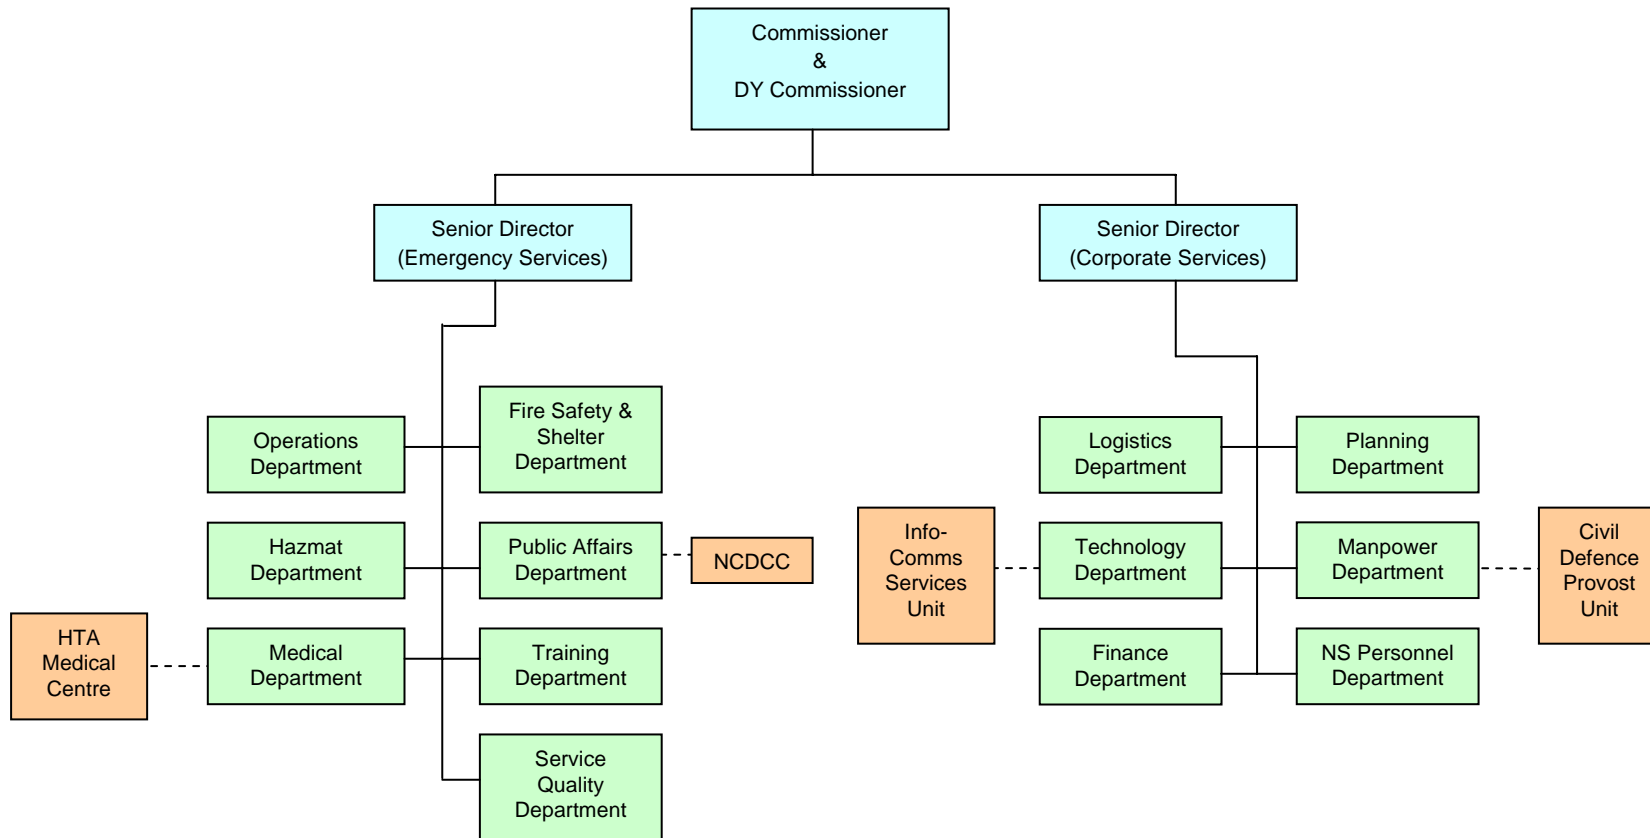 Commissioner
&
DY Commissioner
Senior Director
(Emergency Services)
Senior Director
(Corporate Services)
Operations
Department
Fire Safety &
Shelter
Department
Hazmat
Department
Public Affairs
Department
NCDCC
HTA
Medical
Centre
Medical
Department
Training
Department
Service
Quality
Department
Logistics
Department
Planning
Department
Info-
Comms
Services
Unit
Technology
Department
Manpower
Department
Civil
Defence
Provost
Unit
Finance
Department
NS Personnel
Department